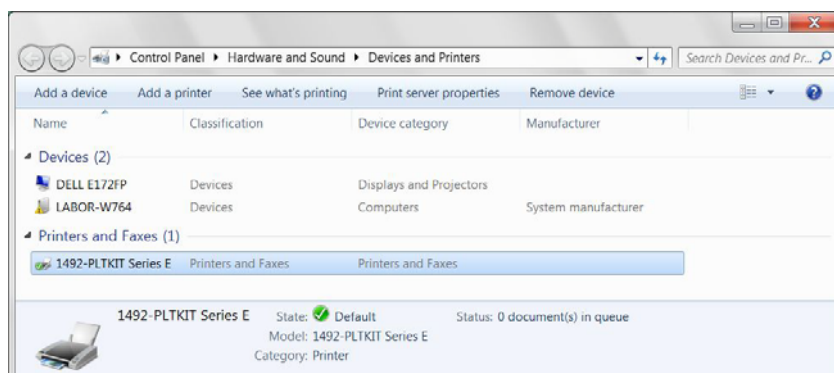 Control Panel Hardware and Sound Devices and Printers Search Devices and Pr...
Add a device Add a printer See what's printing Print server properties Remove device
Name Classification Device category Manufacturer
Devices (2)
DELL E172FP Devices Displays and Projectors
LABOR-W764 Devices Computers System manufacturer
Printers and Faxes (1)
1492-PLTKIT Series E Printers and Faxes Printers and Faxes
1492-PLTKIT Series E State: Default Status: 0 document(s) in queue
Model: 1492-PLTKIT Series E
Category: Printer